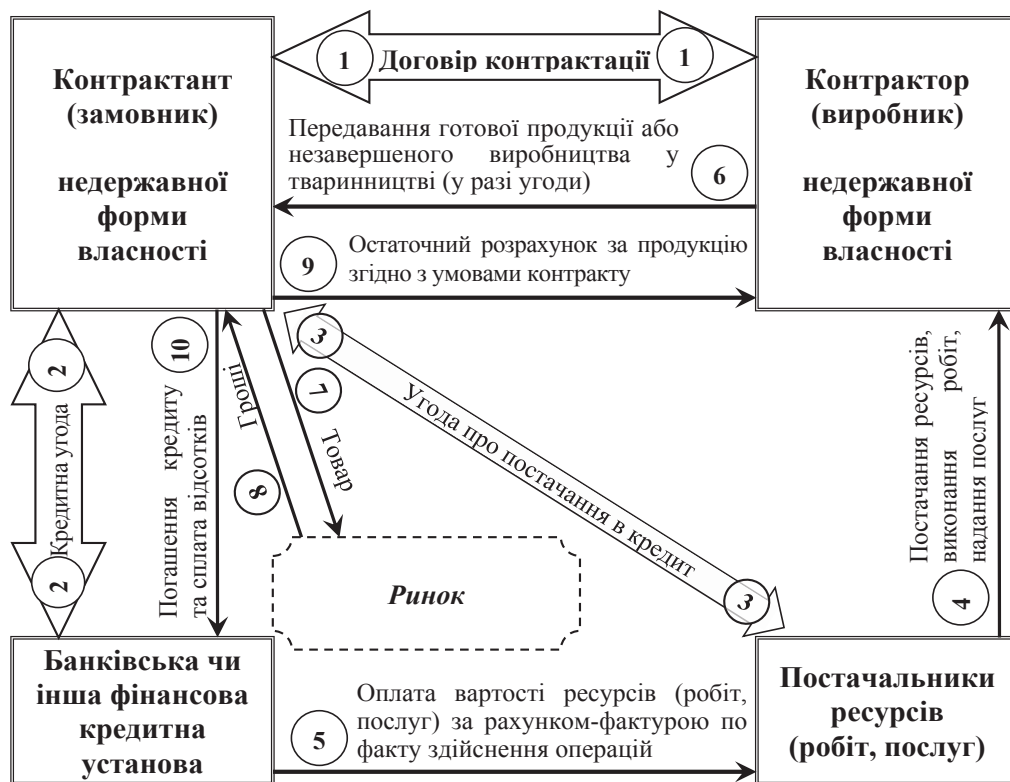 Контрактант
(замовник)
недержавної
форми
власності
1
Договір контрактації
1
Контрактор
(виробник)
недержавної
форми
власності
Передавання готової продукції або
незавершеного виробництва у
тваринництві (у разі угоди)
6
9
Остаточний розрахунок за продукцію
згідно з умовами контракту
2
Кредитна угода
2
10
Погашення кредиту
та сплата відсотків
Гроші
8
7
Товар
3
Угода про постачання в кредит
3
Постачання ресурсів,
виконання робіт,
надання послуг
4
Ринок
Банківська чи
інша фінансова
кредитна
установа
5
Оплата вартості ресурсів (робіт,
послуг) за рахунком-фактурою по
факту здійснення операцій
Постачальники
ресурсів
(робіт, послуг)